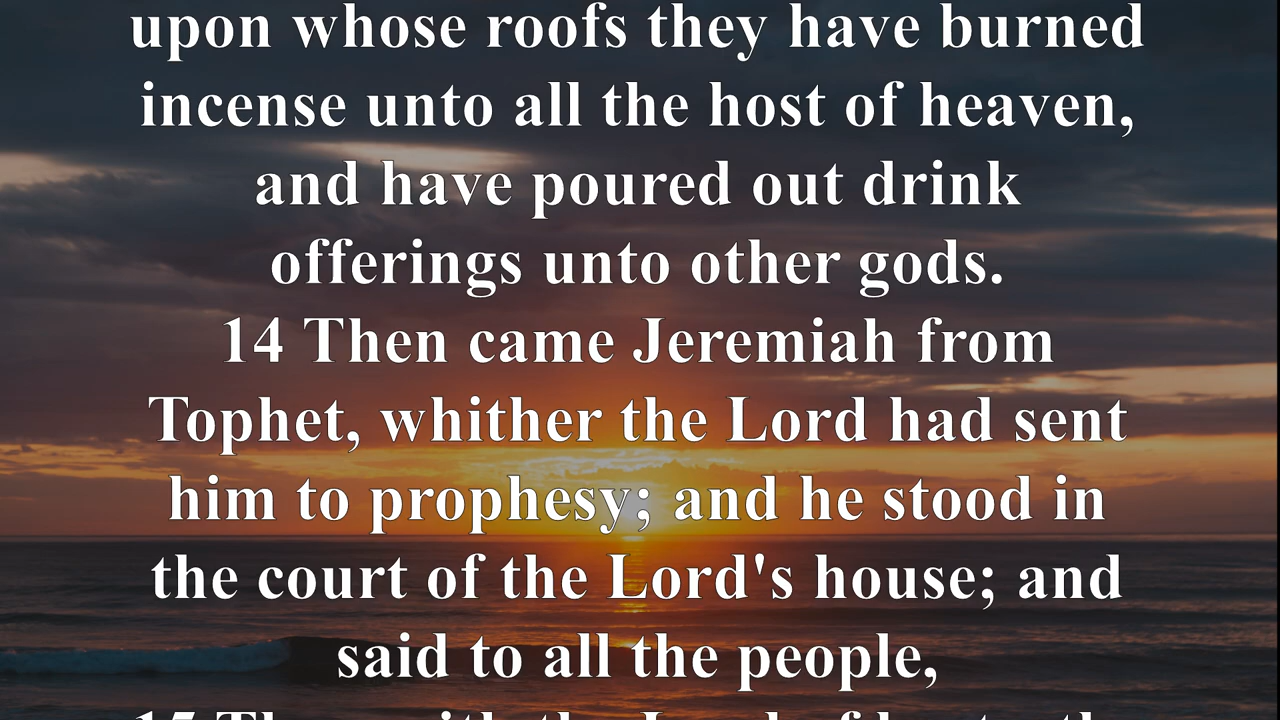 upon whose roofs they have burned
incense unto all the host of heaven,
and have poured out drink
offerings unto other gods.
14 Then came Jeremiah from
Tophet, whither the Lord had sent
him to prophesy; and he stood in
the court of the Lord's house; and
said to all the people,